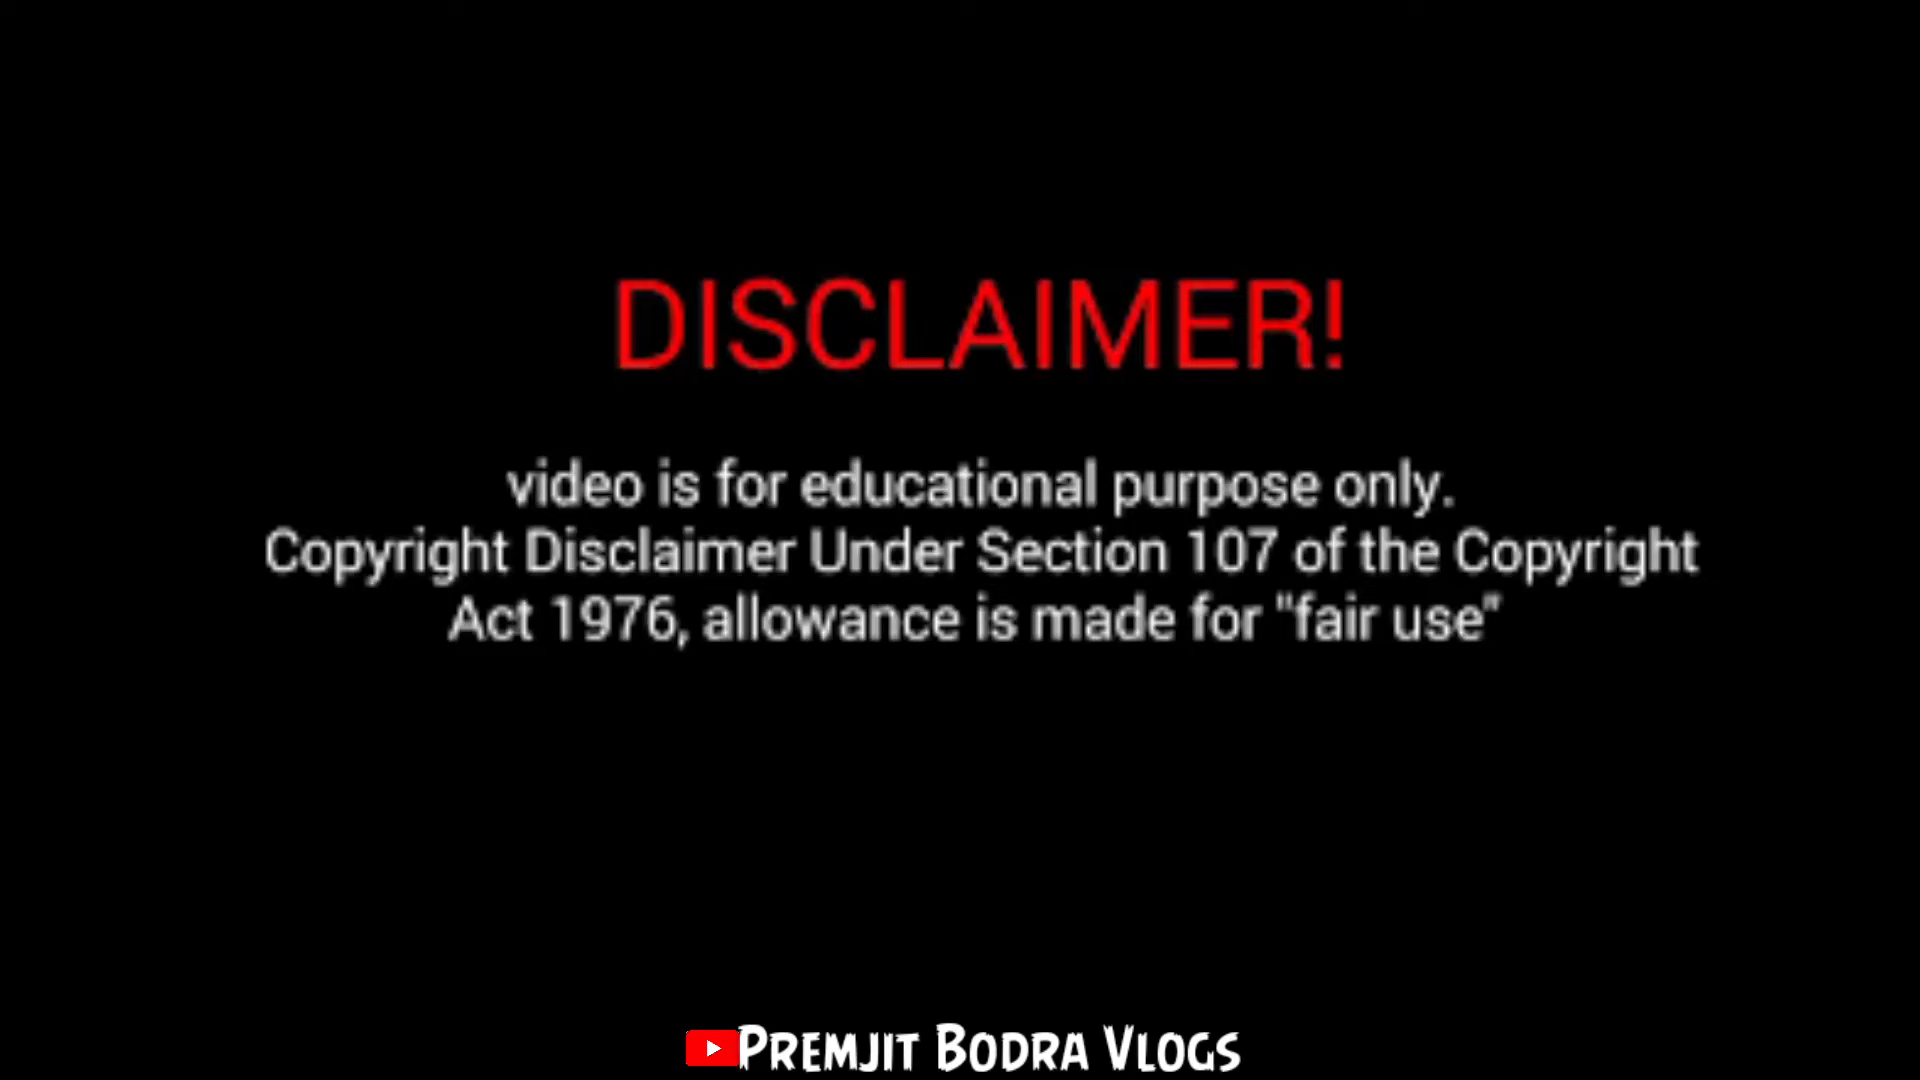 DISCLAIMER!
video is for educational purpose only.
Copyright Disclaimer Under Section 107 of the Copyright
Act 1976, allowance is made for "fair use"
PREMJIT BODRA VLOGS